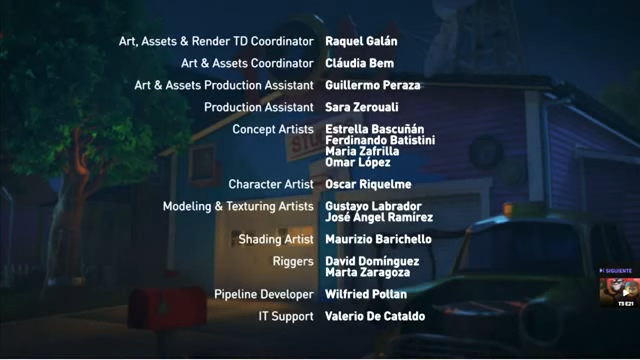 Art, Assets & Render TD Coordinator Raquel Galán
Art & Assets Coordinator Cláudia Bem
Art & Assets Production Assistant Guillermo Peraza
Production Assistant Sara Zerouali
Concept Artists Estrella Bascuñán
Ferdinando Batistini
Maria Zafrilla
Omar López
Character Artist Oscar Riquelme
Modeling & Texturing Artists Gustavo Labrador
José Ángel Ramírez
Shading Artist Maurizio Barichello
Riggers David Domínguez
Marta Zaragoza
Pipeline Developer Wilfried Pollan
IT Support Valerio De Cataldo
SIGUIENTE
T5 E21